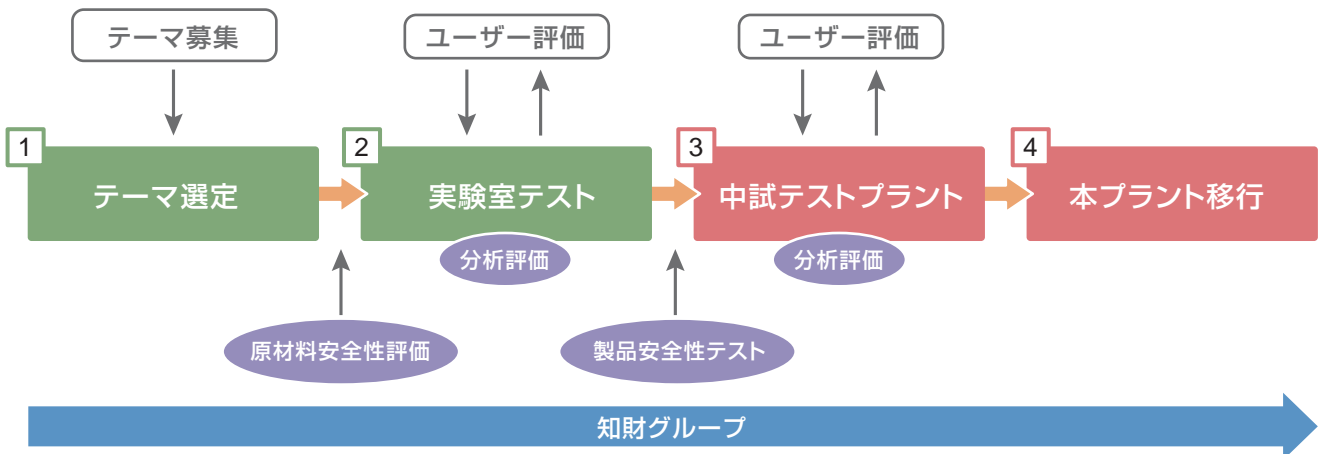 テーマ募集
ユーザー評価
ユーザー評価
1
テーマ選定
2
実験室テスト
3
中試テストプラント
4
本プラント移行
分析評価
分析評価
原材料安全性評価
製品安全性テスト
知財グループ